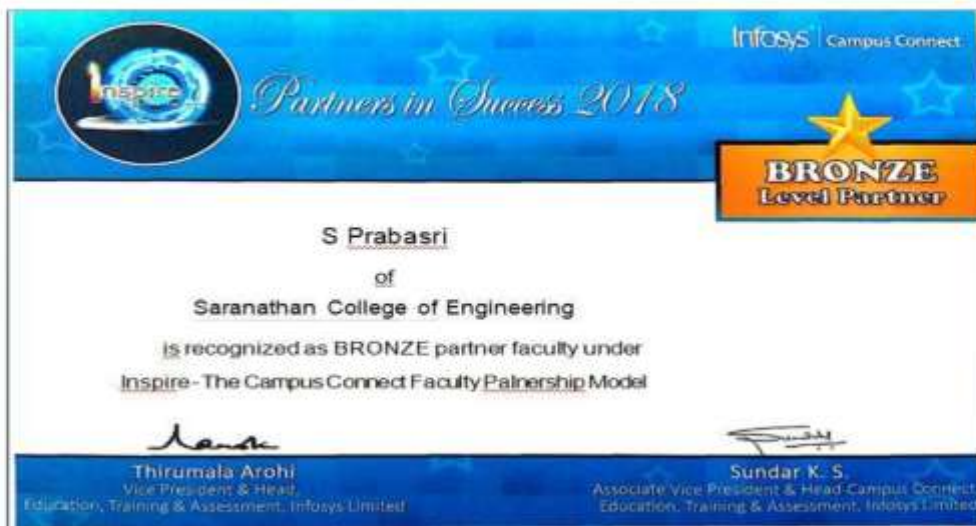 Infosys | Campus Connect
Inspire
Partners in Success 2018
BRONZE
Level Partner
S Prabasri
of
Saranathan College of Engineering
is recognized as BRONZE partner faculty under
Inspire - The Campus Connect Faculty Palnership Model
Thirumala Arohi
Vice President & Head,
Education, Training & Assessment, Infosys Limited
Sundar K. S.
Associate Vice President & Head-Campus Connect
Education, Training & Assessment, Infosys Limited